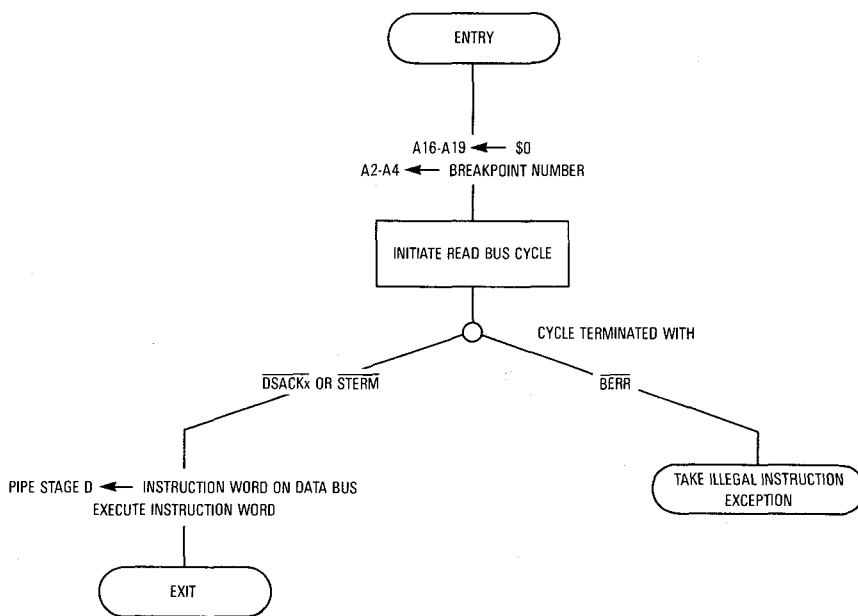 ENTRY
A16-A19 ← $0
A2-A4 ← BREAKPOINT NUMBER
INITIATE READ BUS CYCLE
CYCLE TERMINATED WITH
DSACKx OR STERM
BERR
PIPE STAGE D ← INSTRUCTION WORD ON DATA BUS
EXECUTE INSTRUCTION WORD
TAKE ILLEGAL INSTRUCTION
EXCEPTION
EXIT